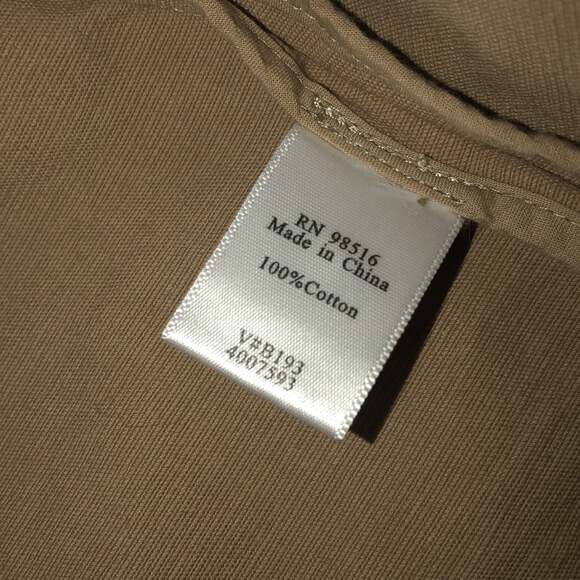 RN 98516
Made in China
100%Cotton
V#B193
4007593